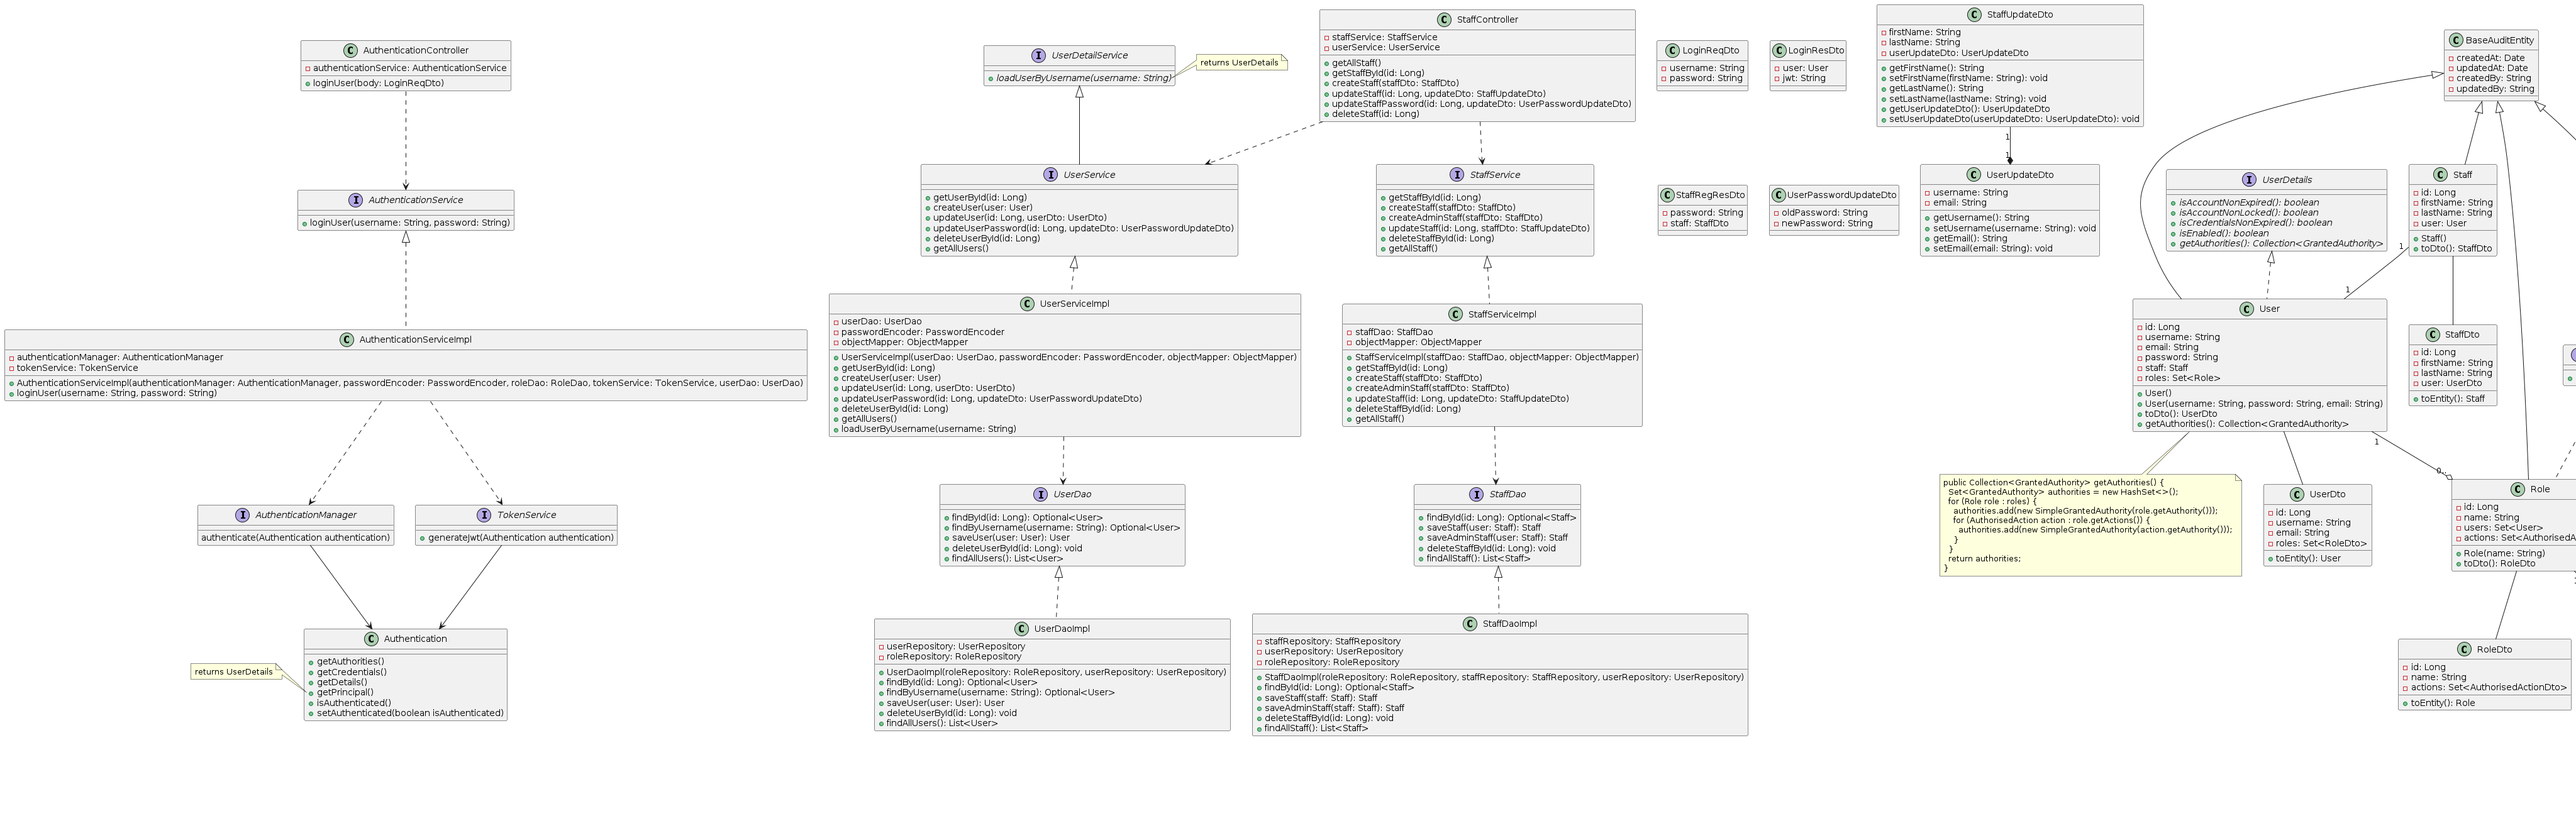 AuthenticationController
authenticationService: AuthenticationService
loginUser(body: LoginReqDto)
AuthenticationService
loginUser(username: String, password: String)
AuthenticationServiceImpl
authenticationManager: AuthenticationManager
tokenService: TokenService
AuthenticationServiceImpl(authenticationManager: AuthenticationManager, passwordEncoder: PasswordEncoder, roleDao: RoleDao, tokenService: TokenService, userDao: UserDao)
loginUser(username: String, password: String)
AuthenticationManager
authenticate(Authentication authentication)
TokenService
generateJwt(Authentication authentication)
Authentication
getAuthorities()
getCredentials()
getDetails()
getPrincipal()
isAuthenticated()
setAuthenticated(boolean isAuthenticated)
returns UserDetails
UserDetailService
loadUserByUsername(username: String)
returns UserDetails
StaffController
staffService: StaffService
userService: UserService
getAllStaff()
getStaffById(id: Long)
createStaff(staffDto: StaffDto)
updateStaff(id: Long, updateDto: StaffUpdateDto)
updateStaffPassword(id: Long, updateDto: UserPasswordUpdateDto)
deleteStaff(id: Long)
UserService
getUserById(id: Long)
createUser(user: User)
updateUser(id: Long, userDto: UserDto)
updateUserPassword(id: Long, updateDto: UserPasswordUpdateDto)
deleteUserById(id: Long)
getAllUsers()
StaffService
getStaffById(id: Long)
createStaff(staffDto: StaffDto)
createAdminStaff(staffDto: StaffDto)
updateStaff(id: Long, staffDto: StaffUpdateDto)
deleteStaffById(id: Long)
getAllStaff()
UserServiceImpl
userDao: UserDao
passwordEncoder: PasswordEncoder
objectMapper: ObjectMapper
UserServiceImpl(userDao: UserDao, passwordEncoder: PasswordEncoder, objectMapper: ObjectMapper)
getUserById(id: Long)
createUser(user: User)
updateUser(id: Long, userDto: UserDto)
updateUserPassword(id: Long, updateDto: UserPasswordUpdateDto)
deleteUserById(id: Long)
getAllUsers()
loadUserByUsername(username: String)
StaffServiceImpl
staffDao: StaffDao
objectMapper: ObjectMapper
StaffServiceImpl(staffDao: StaffDao, objectMapper: ObjectMapper)
getStaffById(id: Long)
createStaff(staffDto: StaffDto)
createAdminStaff(staffDto: StaffDto)
updateStaff(id: Long, updateDto: StaffUpdateDto)
deleteStaffById(id: Long)
getAllStaff()
UserDao
findById(id: Long): Optional<User>
findByUsername(username: String): Optional<User>
saveUser(user: User): User
deleteUserById(id: Long): void
findAllUsers(): List<User>
StaffDao
findById(id: Long): Optional<Staff>
saveStaff(user: Staff): Staff
saveAdminStaff(user: Staf): Staff
deleteStaffById(id: Long): void
findAllStaff(): List<Staff>
UserDaoImpl
userRepository: UserRepository
roleRepository: RoleRepository
UserDaoImpl(roleRepository: RoleRepository, userRepository: UserRepository)
findById(id: Long): Optional<User>
findByUsername(username: String): Optional<User>
saveUser(user: User): User
deleteUserById(id: Long): void
findAllUsers(): List<User>
StaffDaoImpl
staffRepository: StaffRepository
userRepository: UserRepository
roleRepository: RoleRepository
StaffDaoImpl(roleRepository: RoleRepository, staffRepository: StaffRepository, userRepository: UserRepository)
findById(id: Long): Optional<Staff>
saveStaff(staff: Staff): Staff
saveAdminStaff(staff: Staff): Staff
deleteStaffById(id: Long): void
findAllStaff(): List<Staff>
LoginReqDto
username: String
password: String
LoginResDto
user: User
jwt: String
StaffRegResDto
password: String
staff: StaffDto
UserPasswordUpdateDto
oldPassword: String
newPassword: String
StaffUpdateDto
firstName: String
lastName: String
userUpdateDto: UserUpdateDto
getFirstName(): String
setFirstName(firstName: String): void
getLastName(): String
setLastName(lastName: String): void
getUserUpdateDto(): UserUpdateDto
setUserUpdateDto(userUpdateDto: UserUpdateDto): void
1
1
UserUpdateDto
username: String
email: String
getUsername(): String
setUsername(username: String): void
getEmail(): String
setEmail(email: String): void
BaseAuditEntity
createdAt: Date
updatedAt: Date
createdBy: String
updatedBy: String
UserDetails
isAccountNonExpired(): boolean
isAccountNonLocked(): boolean
isCredentialsNonExpired(): boolean
isEnabled(): boolean
getAuthorities(): Collection<GrantedAuthority>
Staff
id: Long
firstName: String
lastName: String
user: User
Staff()
toDto(): StaffDto
1
1
User
id: Long
username: String
email: String
password: String
staff: Staff
roles: Set<Role>
User()
User(username: String, password: String, email: String)
toDto(): UserDto
getAuthorities(): Collection<GrantedAuthority>
StaffDto
id: Long
firstName: String
lastName: String
user: UserDto
toEntity(): Staff
1
0..
public Collection<GrantedAuthority> getAuthorities() {
Set<GrantedAuthority> authorities = new HashSet<>();
for (Role role : roles) {
authorities.add(new SimpleGrantedAuthority(role.getAuthority()));
for (AuthorisedAction action : role.getActions()) {
authorities.add(new SimpleGrantedAuthority(action.getAuthority()));
}
}
return authorities;
}
UserDto
id: Long
username: String
email: String
roles: Set<RoleDto>
toEntity(): User
Role
id: Long
name: String
users: Set<User>
actions: Set<AuthorisedA
Role(name: String)
toDto(): RoleDto
RoleDto
id: Long
name: String
actions: Set<AuthorisedActionDto>
toEntity(): Role